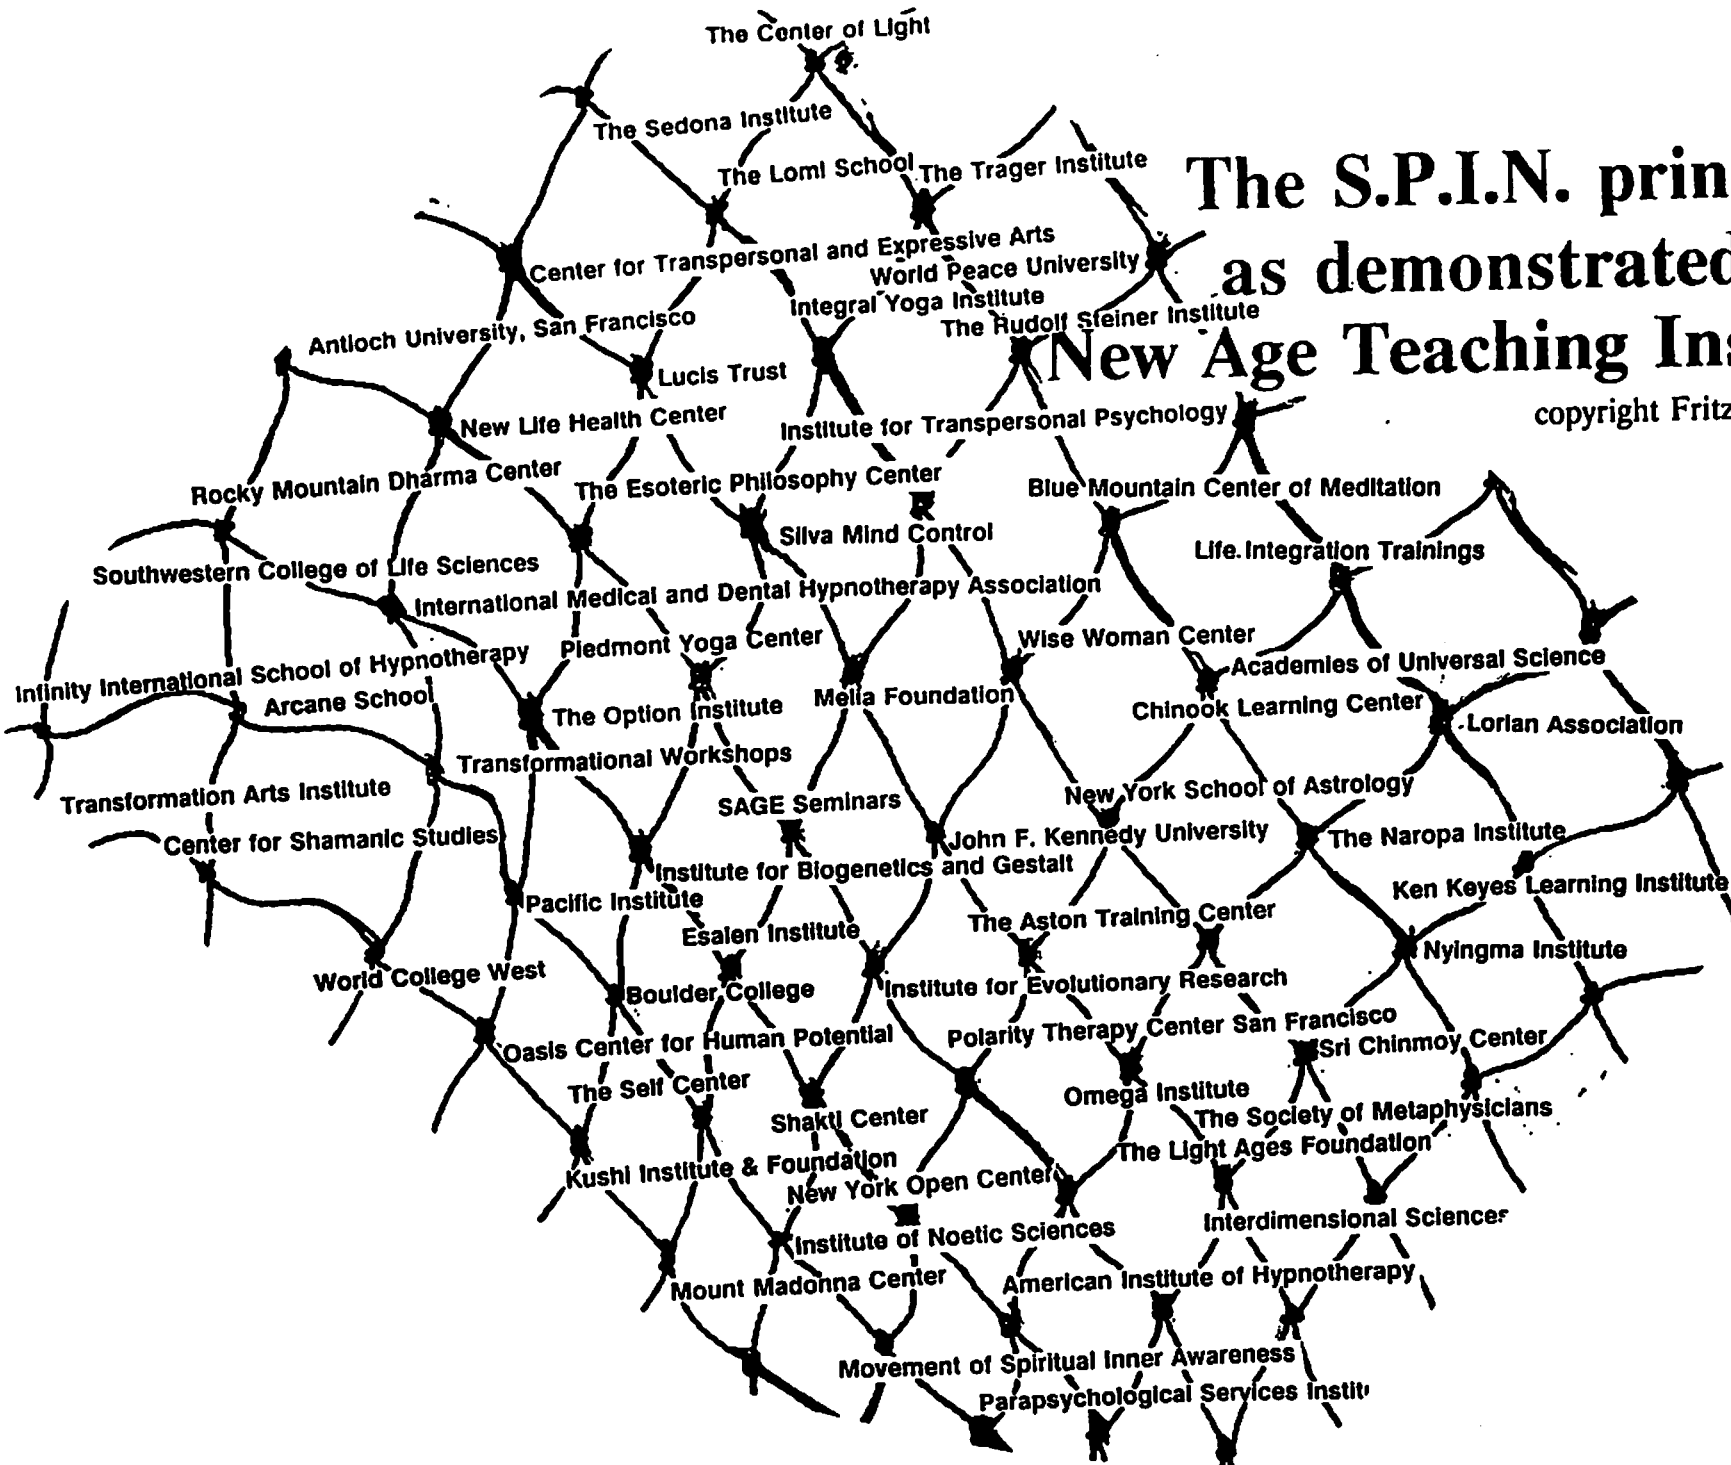 The Center of Light
The Sedona Institute
The Lomi School
The Trager Institute
The S.P.I.N. prin
as demonstrated
New Age Teaching Ins
copyright Fritz
Center for Transpersonal and Expressive Arts
World Peace University
Integral Yoga Institute
The Rudolf Steiner Institute
Antioch University, San Francisco
Lucis Trust
New Life Health Center
Institute for Transpersonal Psychology
Rocky Mountain Dharma Center
The Esoteric Philosophy Center
Blue Mountain Center of Meditation
Silva Mind Control
Life Integration Trainings
Southwestern College of Life Sciences
International Medical and Dental Hypnotherapy Association
Piedmont Yoga Center
Wise Woman Center
Infinity International School of Hypnotherapy
Academies of Universal Science
Arcane School
The Option Institute
Melia Foundation
Chinook Learning Center
Lorian Association
Transformational Workshops
Transformation Arts Institute
SAGE Seminars
New York School of Astrology
Center for Shamanic Studies
John F. Kennedy University
The Naropa Institute
Institute for Biogenetics and Gestalt
Ken Keyes Learning Institute
Pacific Institute
Esalen Institute
The Aston Training Center
Nyingma Institute
World College West
Boulder College
Institute for Evolutionary Research
Oasis Center for Human Potential
Polarity Therapy Center San Francisco
Sri Chinmoy Center
The Self Center
Shakti Center
Omega Institute
The Society of Metaphysicians
The Light Ages Foundation
Kushi Institute & Foundation
New York Open Center
Interdimensional Sciences
Institute of Noetic Sciences
Mount Madonna Center
American Institute of Hypnotherapy
Movement of Spiritual Inner Awareness
Parapsychological Services Institu